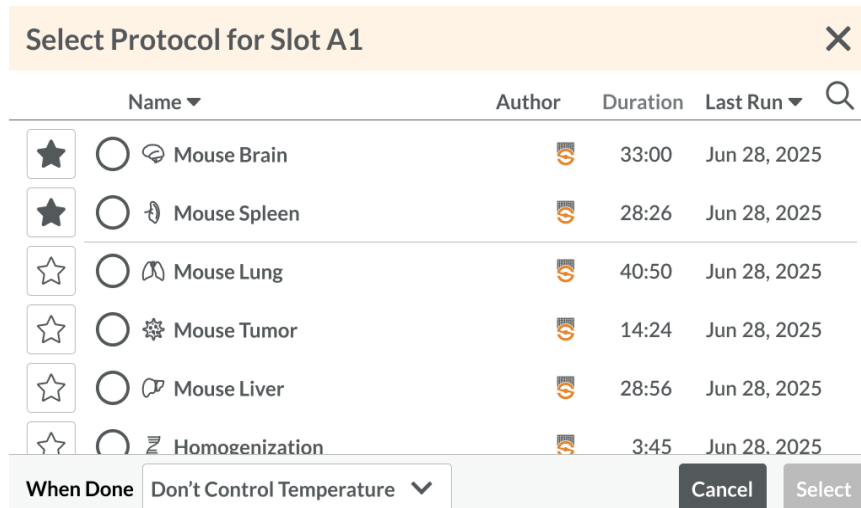 Select Protocol for Slot A1
Name Author Duration Last Run
Mouse Brain 33:00 Jun 28, 2025
Mouse Spleen 28:26 Jun 28, 2025
Mouse Lung 40:50 Jun 28, 2025
Mouse Tumor 14:24 Jun 28, 2025
Mouse Liver 28:56 Jun 28, 2025
Homogenization 3:45 Jun 28, 2025
When Done Don't Control Temperature Cancel Select